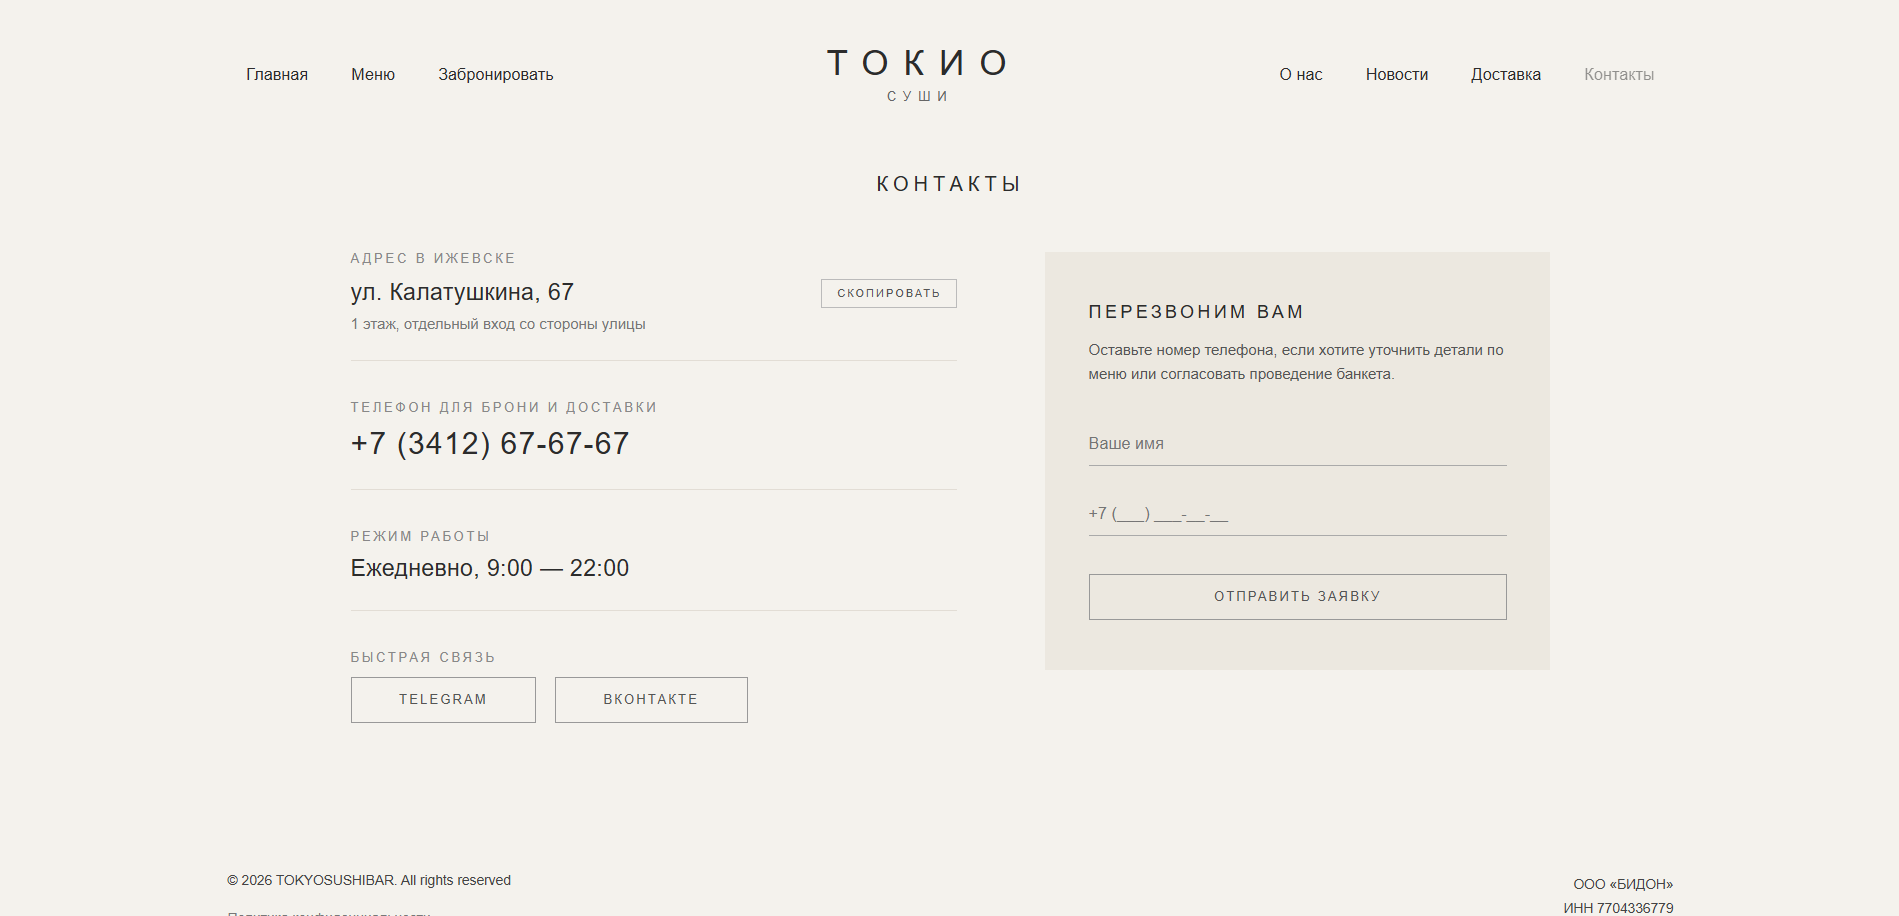 Главная Меню Забронировать
ТОКИО
СУШИ
О нас Новости Доставка Контакты
КОНТАКТЫ
АДРЕС В ИЖЕВСКЕ
ул. Калатушкина, 67
СКОПИРОВАТЬ
1 этаж, отдельный вход со стороны улицы
ТЕЛЕФОН ДЛЯ БРОНИ И ДОСТАВКИ
+7 (3412) 67-67-67
РЕЖИМ РАБОТЫ
Ежедневно, 9:00 — 22:00
БЫСТРАЯ СВЯЗЬ
TELEGRAM ВКОНТАКТЕ
ПЕРЕЗВОНИМ ВАМ
Оставьте номер телефона, если хотите уточнить детали по
меню или согласовать проведение банкета.
Ваше имя
+7 (___) ___-__-__
ОТПРАВИТЬ ЗАЯВКУ
© 2026 TOKYOSUSHIBAR. All rights reserved
Политика конфиденциальности
ООО «БИДОН»
ИНН 7704336779